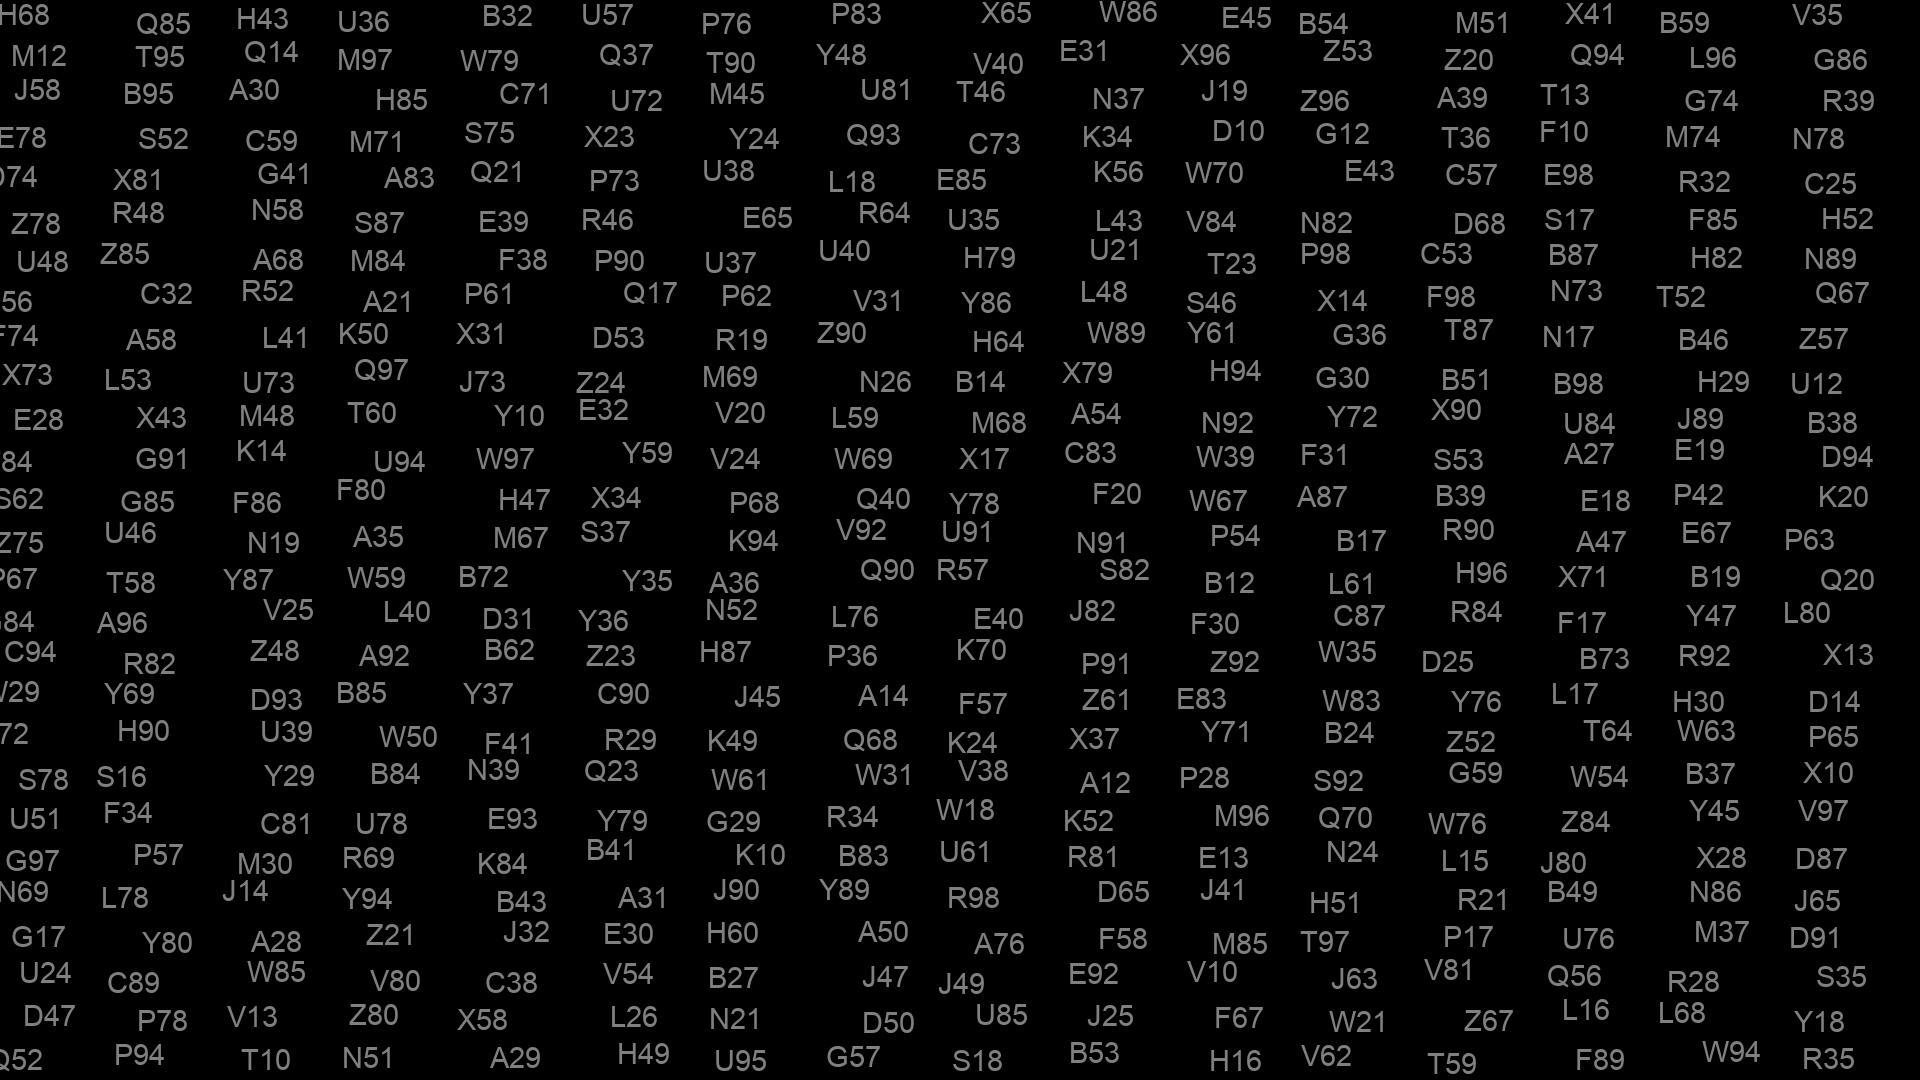 H68 Q85 H43 U36 B32 U57 P76 P83 X65 W86 E45 B54 M51 X41 B59 V35
M12 T95 Q14 M97 W79 Q37 T90 Y48 V40 E31 X96 Z53 Z20 Q94 L96 G86
J58 B95 A30 H85 C71 U72 M45 U81 T46 N37 J19 Z96 A39 T13 G74 R39
E78 S52 C59 M71 S75 X23 Y24 Q93 C73 K34 D10 G12 T36 F10 M74 N78
74 X81 G41 A83 Q21 P73 U38 L18 E85 K56 W70 E43 C57 E98 R32 C25
Z78 R48 N58 S87 E39 R46 E65 R64 U35 L43 V84 N82 D68 S17 F85 H52
U48 Z85 A68 M84 F38 P90 U37 U40 H79 U21 T23 P98 C53 B87 H82 N89
56 C32 R52 A21 P61 Q17 P62 V31 Y86 L48 S46 X14 F98 N73 T52 Q67
F74 A58 L41 K50 X31 D53 R19 Z90 H64 W89 Y61 G36 T87 N17 B46 Z57
X73 L53 U73 Q97 J73 Z24 M69 N26 B14 X79 H94 G30 B51 B98 H29 U12
E28 X43 M48 T60 Y10 E32 V20 L59 M68 A54 N92 Y72 X90 U84 J89 B38
84 G91 K14 U94 W97 Y59 V24 W69 X17 C83 W39 F31 S53 A27 E19 D94
S62 G85 F86 F80 H47 X34 P68 Q40 Y78 F20 W67 A87 B39 E18 P42 K20
Z75 U46 N19 A35 M67 S37 K94 V92 U91 N91 P54 B17 R90 A47 E67 P63
P67 T58 Y87 W59 B72 Y35 A36 Q90 R57 S82 B12 L61 H96 X71 B19 Q20
84 A96 V25 L40 D31 Y36 N52 L76 E40 J82 F30 C87 R84 F17 Y47 L80
C94 R82 Z48 A92 B62 Z23 H87 P36 K70 P91 Z92 W35 D25 B73 R92 X13
W29 Y69 D93 B85 Y37 C90 J45 A14 F57 Z61 E83 W83 Y76 L17 H30 D14
72 H90 U39 W50 F41 R29 K49 Q68 K24 X37 Y71 B24 Z52 T64 W63 P65
S78 S16 Y29 B84 N39 Q23 W61 W31 V38 A12 P28 S92 G59 W54 B37 X10
U51 F34 C81 U78 E93 Y79 G29 R34 W18 K52 M96 Q70 W76 Z84 Y45 V97
G97 P57 M30 R69 K84 B41 K10 B83 U61 R81 E13 N24 L15 J80 X28 D87
N69 L78 J14 Y94 B43 A31 J90 Y89 R98 D65 J41 H51 R21 B49 N86 J65
G17 Y80 A28 Z21 J32 E30 H60 A50 A76 F58 M85 T97 P17 U76 M37 D91
U24 C89 W85 V80 C38 V54 B27 J47 J49 E92 V10 J63 V81 Q56 R28 S35
D47 P78 V13 Z80 X58 L26 N21 D50 U85 J25 F67 W21 Z67 L16 L68 Y18
Q52 P94 T10 N51 A29 H49 U95 G57 S18 B53 H16 V62 T59 F89 W94 R35